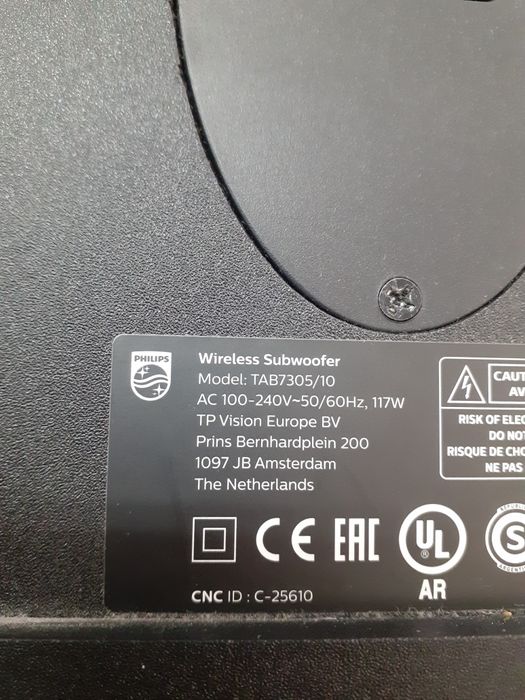 PHILIPS
Wireless Subwoofer
Model: TAB7305/10
AC 100-240V~50/60Hz, 117W
TP Vision Europe BV
Prins Bernhardplein 200
1097 JB Amsterdam
The Netherlands
CAUT
AV
RISK OF ELEC
DO NOT
RISQUE DE CHO
NE PAS
CE EAC UL ® S
AR
CNC ID : C-25610